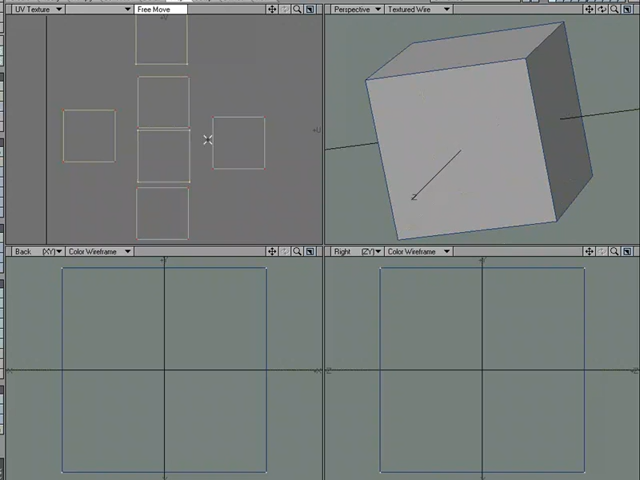 UV Texture Free Move
Perspective Textured Wire
+U
Z
Back (XY) Color Wireframe
Right (ZY) Color Wireframe